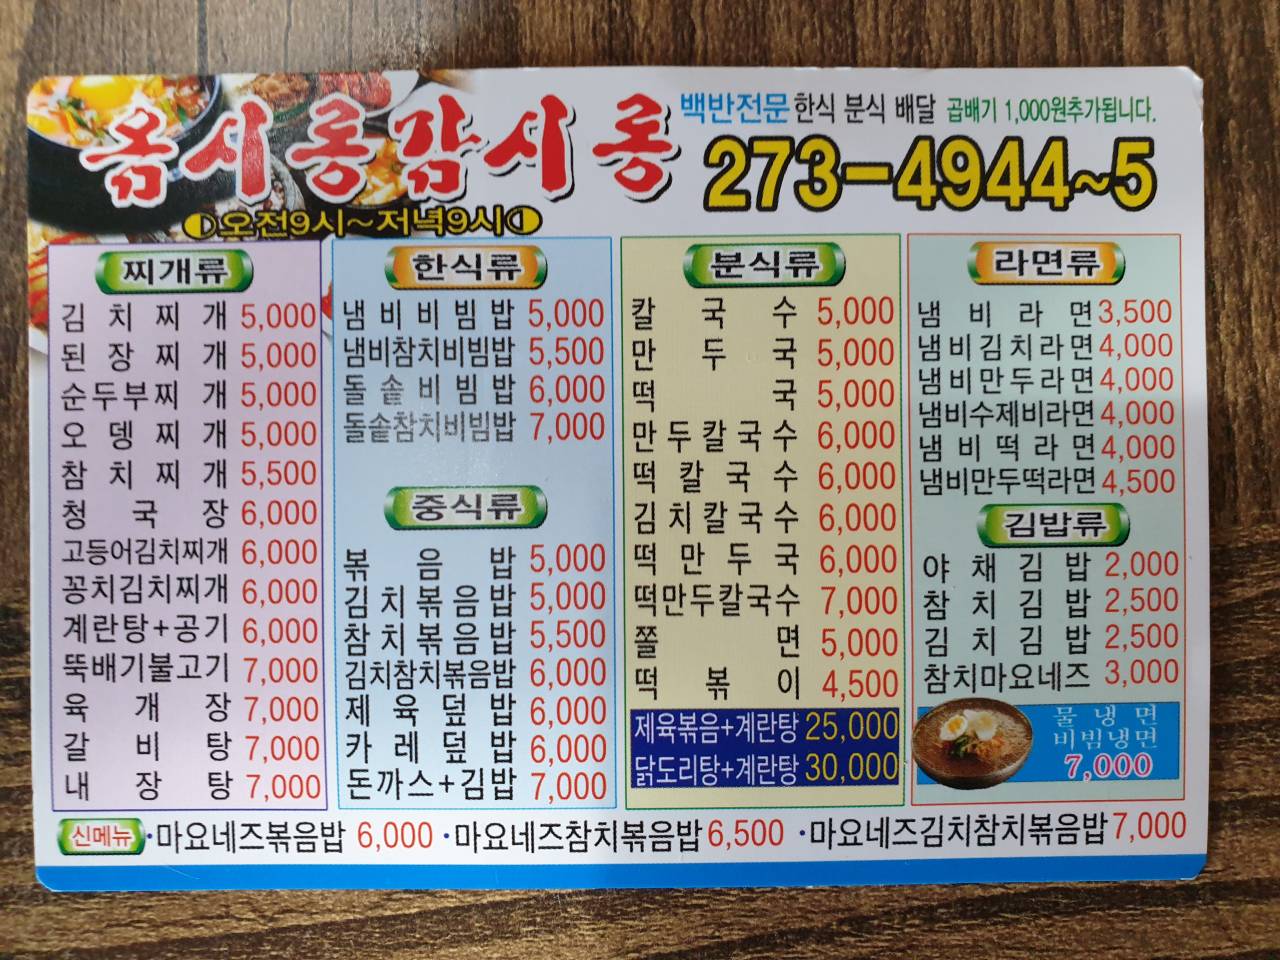 옴시롱감시롱
백반전문 한식 분식 배달 곱배기 1,000원추가됩니다.
273-4944~5
오전9시~저녁9시
찌개류
김치찌개 5,000
된장찌개 5,000
순두부찌개 5,000
오뎅찌개 5,000
참치찌개 5,500
청국장 6,000
고등어김치찌개 6,000
꽁치김치찌개 6,000
계란탕+공기 6,000
뚝배기불고기 7,000
육개장 7,000
갈비탕 7,000
내장탕 7,000
한식류
냄비비빔밥 5,000
냄비참치비빔밥 5,500
돌솥비빔밥 6,000
돌솥참치비빔밥 7,000
중식류
볶음밥 5,000
김치볶음밥 5,000
참치볶음밥 5,500
김치참치볶음밥 6,000
제육덮밥 6,000
카레덮밥 6,000
돈까스+김밥 7,000
분식류
칼국수 5,000
만두국 5,000
떡국 5,000
만두칼국수 6,000
떡칼국수 6,000
김치칼국수 6,000
떡만두국 6,000
떡만두칼국수 7,000
쫄면 5,000
떡볶이 4,500
제육볶음+계란탕 25,000
닭도리탕+계란탕 30,000
라면류
냄비라면 3,500
냄비김치라면 4,000
냄비만두라면 4,000
냄비수제비라면 4,000
냄비떡라면 4,000
냄비만두떡라면 4,500
김밥류
야채김밥 2,000
참치김밥 2,500
김치김밥 2,500
참치마요네즈 3,000
물냉면
비빔냉면
7,000
신메뉴 ·마요네즈볶음밥 6,000 ·마요네즈참치볶음밥 6,500 ·마요네즈김치참치볶음밥 7,000